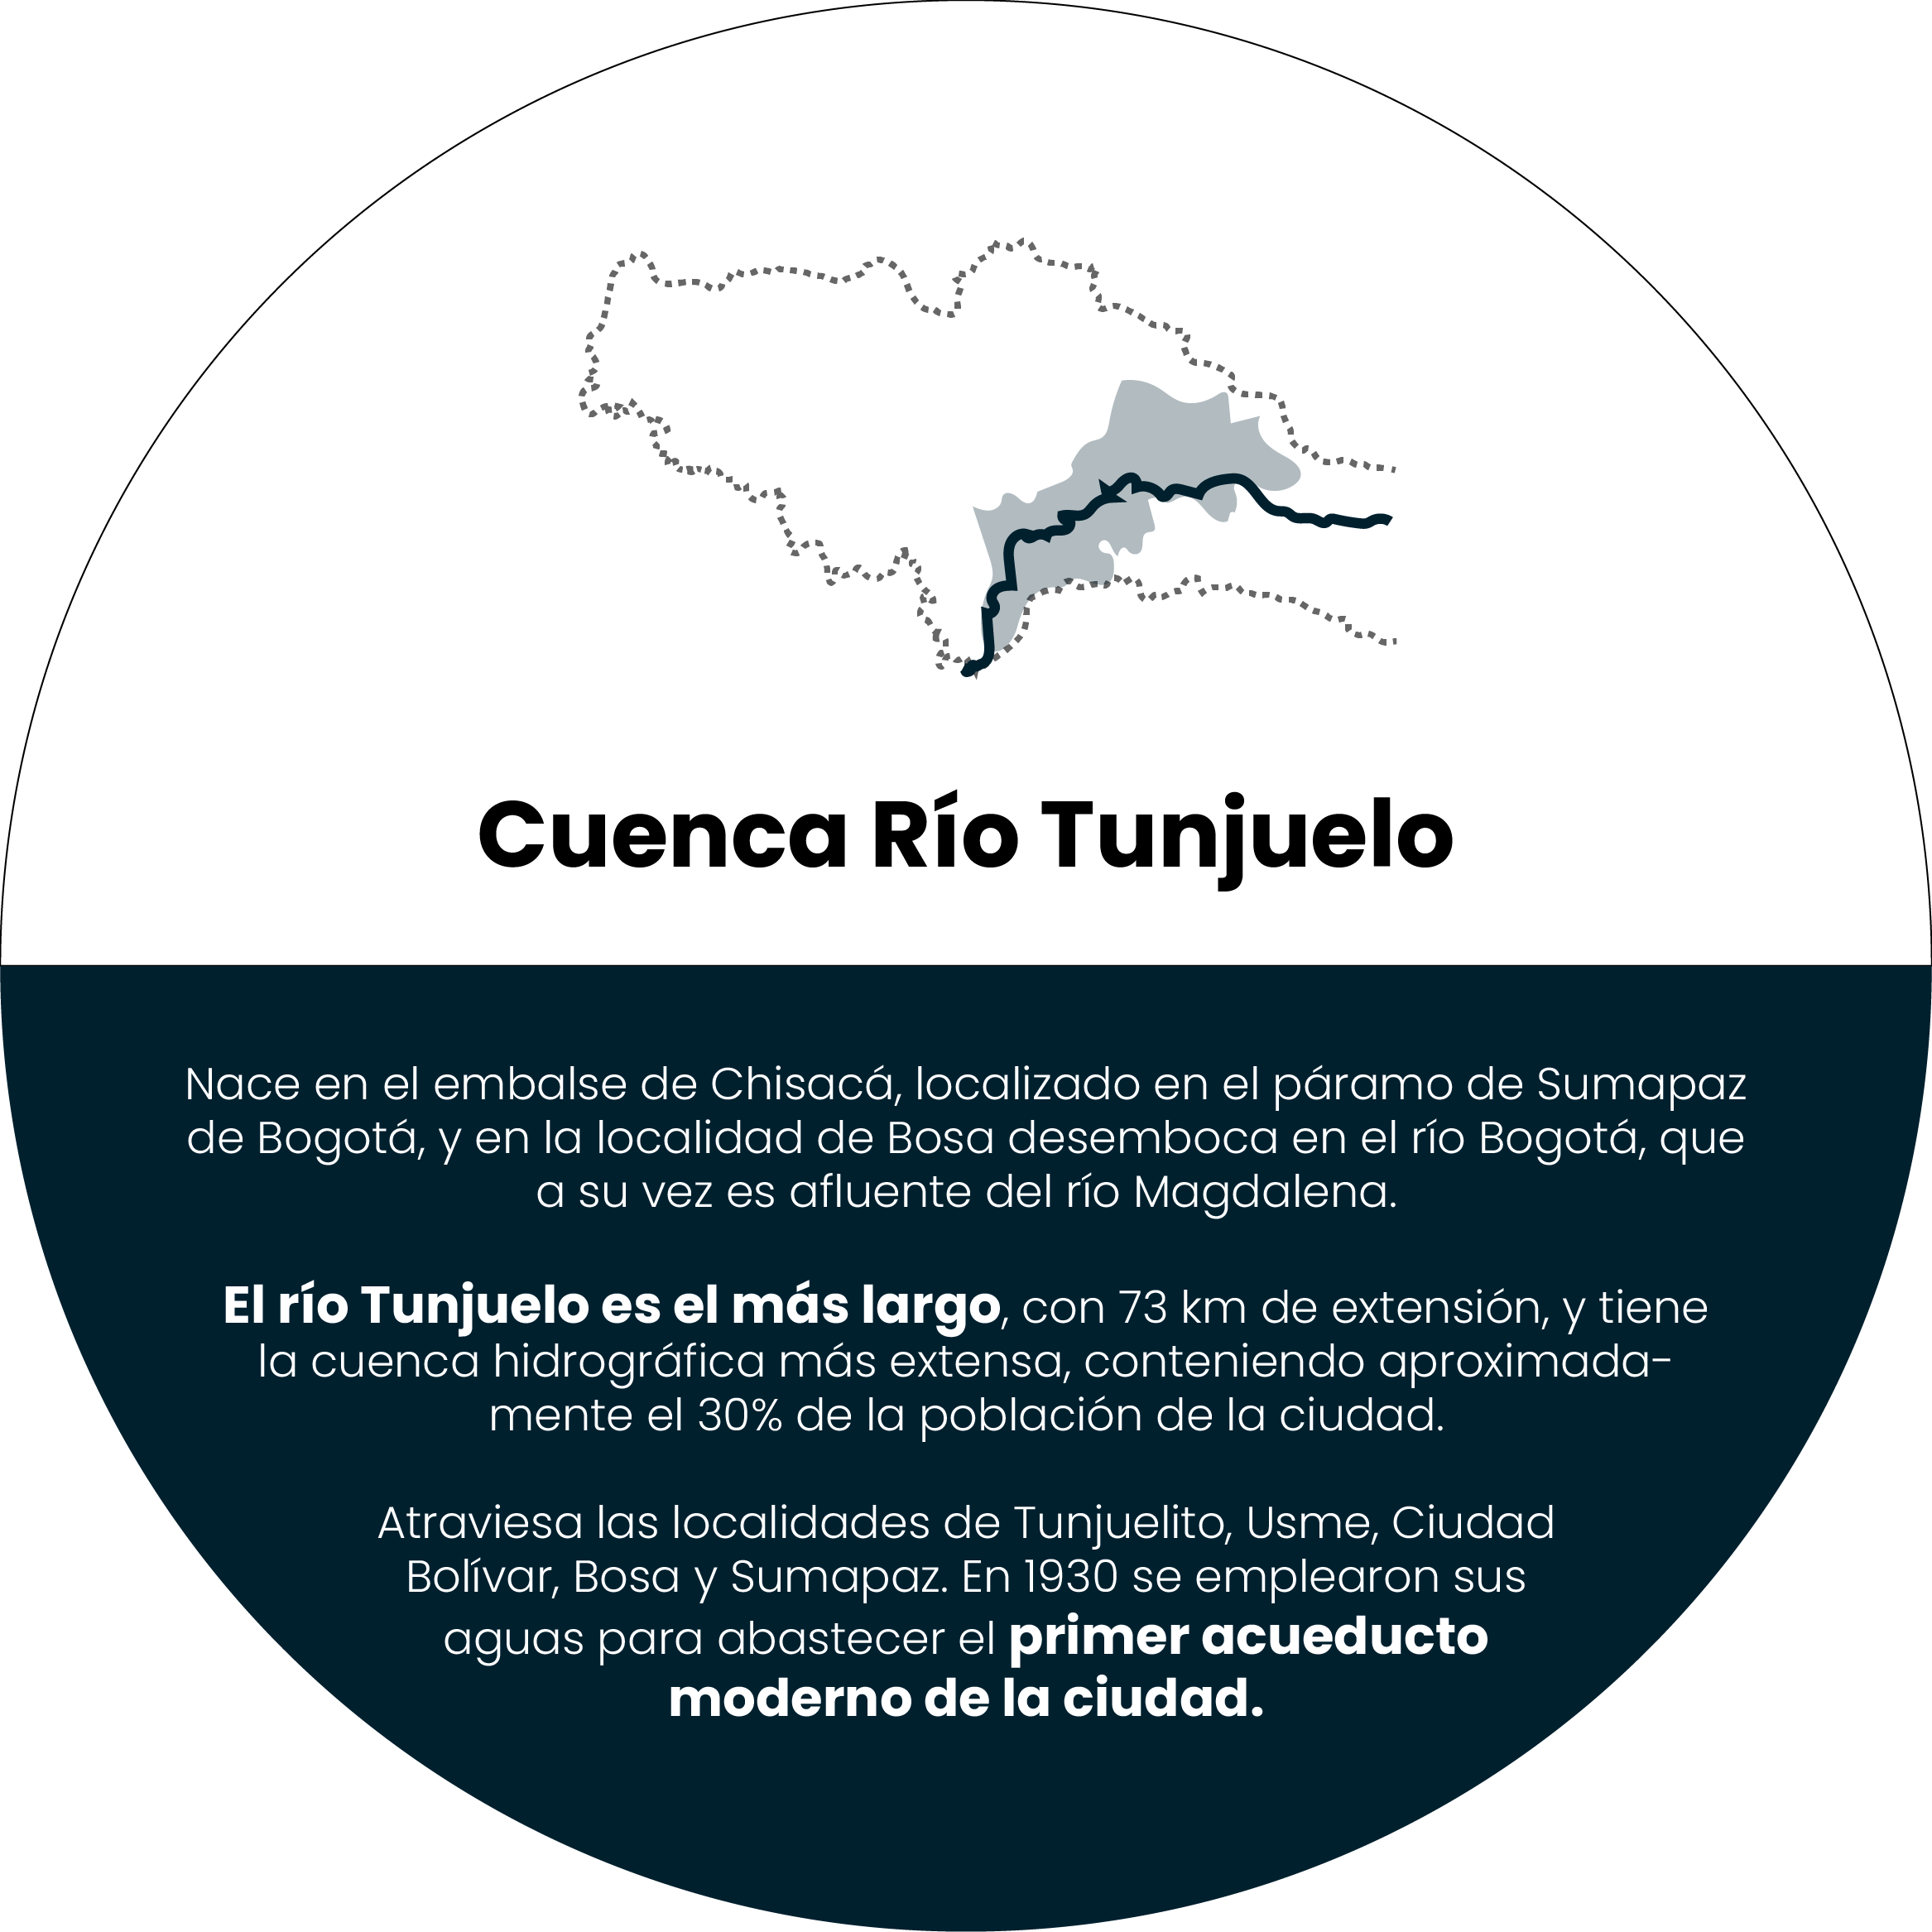 Cuenca Río Tunjuelo
Nace en el embalse de Chisacá, localizado en el páramo de Sumapaz
de Bogotá, y en la localidad de Bosa desemboca en el río Bogotá, que
a su vez es afluente del río Magdalena.
El río Tunjuelo es el más largo, con 73 km de extensión, y tiene
la cuenca hidrográfica más extensa, conteniendo aproximada-
mente el 30% de la población de la ciudad.
Atraviesa las localidades de Tunjuelito, Usme, Ciudad
Bolívar, Bosa y Sumapaz. En 1930 se emplearon sus
aguas para abastecer el primer acueducto
moderno de la ciudad.